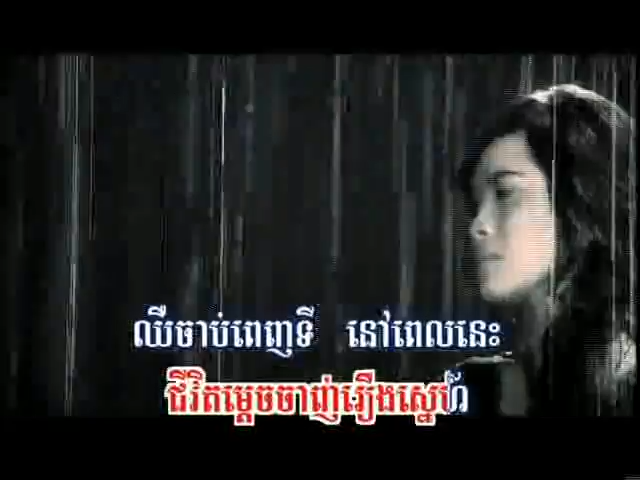 ឈឺចាប់ពេញទី នៅពេលនេះ
ជីវិតម្ដេចចាញ់រឿងស្នេហ៍